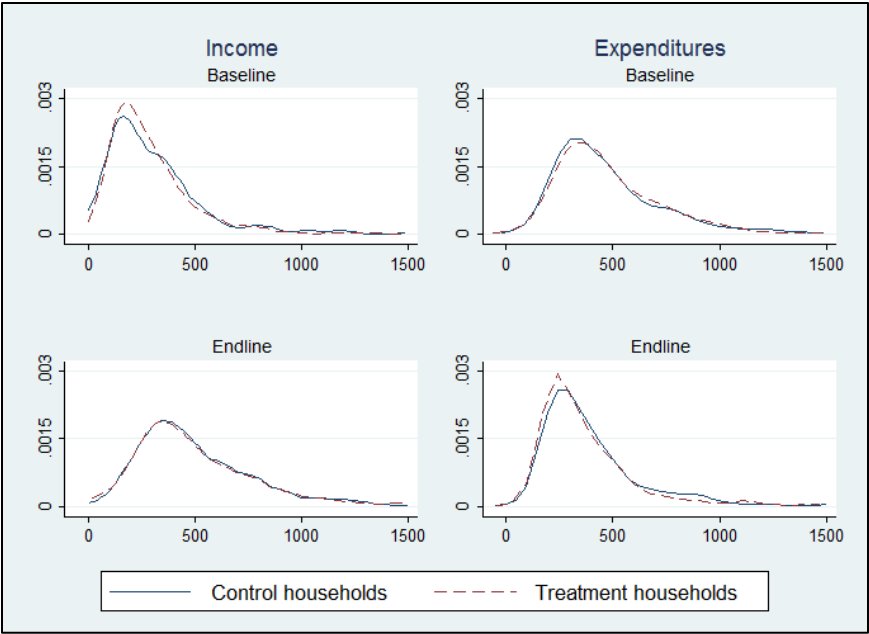 Income
Expenditures
Baseline
Baseline
.003
.0015
0
0 500 1000 1500
.003
.0015
0
0 500 1000 1500
Endline
Endline
.003
.0015
0
0 500 1000 1500
.003
.0015
0
0 500 1000 1500
Control households
Treatment households